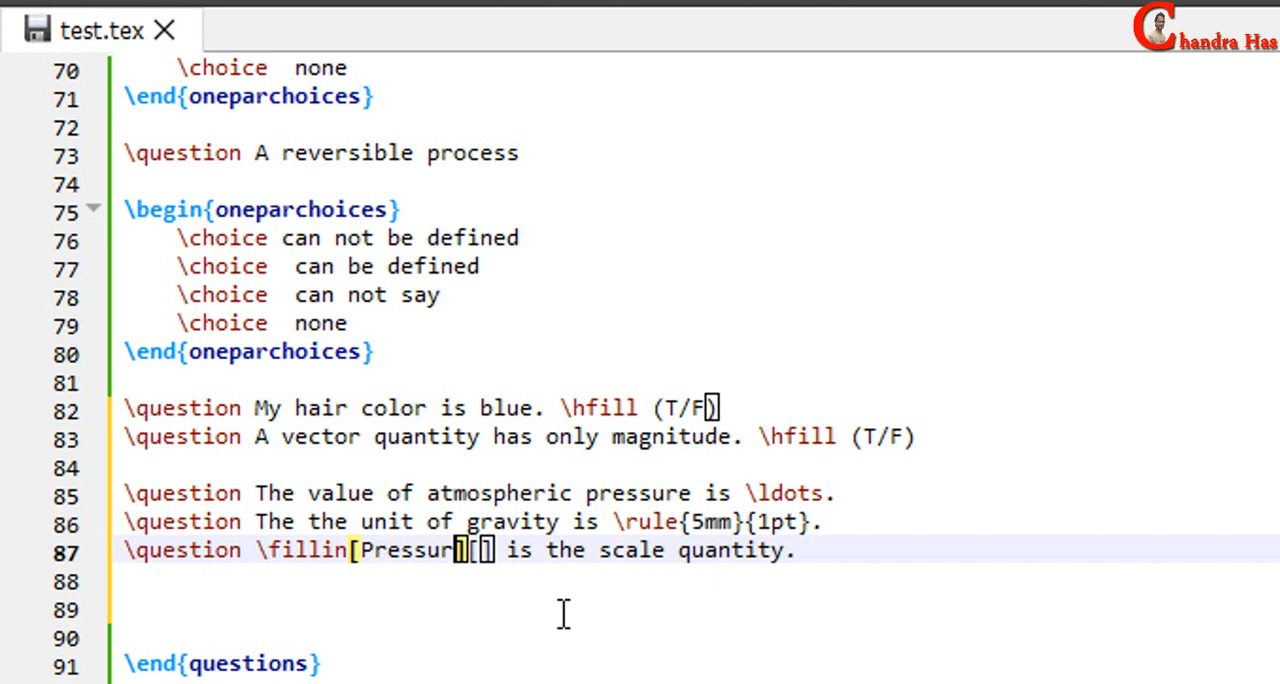 test.tex
Chandra Has
70 \choice none
71 \end{oneparchoices}
72
73 \question A reversible process
74
75 \begin{oneparchoices}
76 \choice can not be defined
77 \choice can be defined
78 \choice can not say
79 \choice none
80 \end{oneparchoices}
81
82 \question My hair color is blue. \hfill (T/F)
83 \question A vector quantity has only magnitude. \hfill (T/F)
84
85 \question The value of atmospheric pressure is \ldots.
86 \question The the unit of gravity is \rule{5mm}{1pt}.
87 \question \fillin[Pressur][] is the scale quantity.
88
89
90
91 \end{questions}